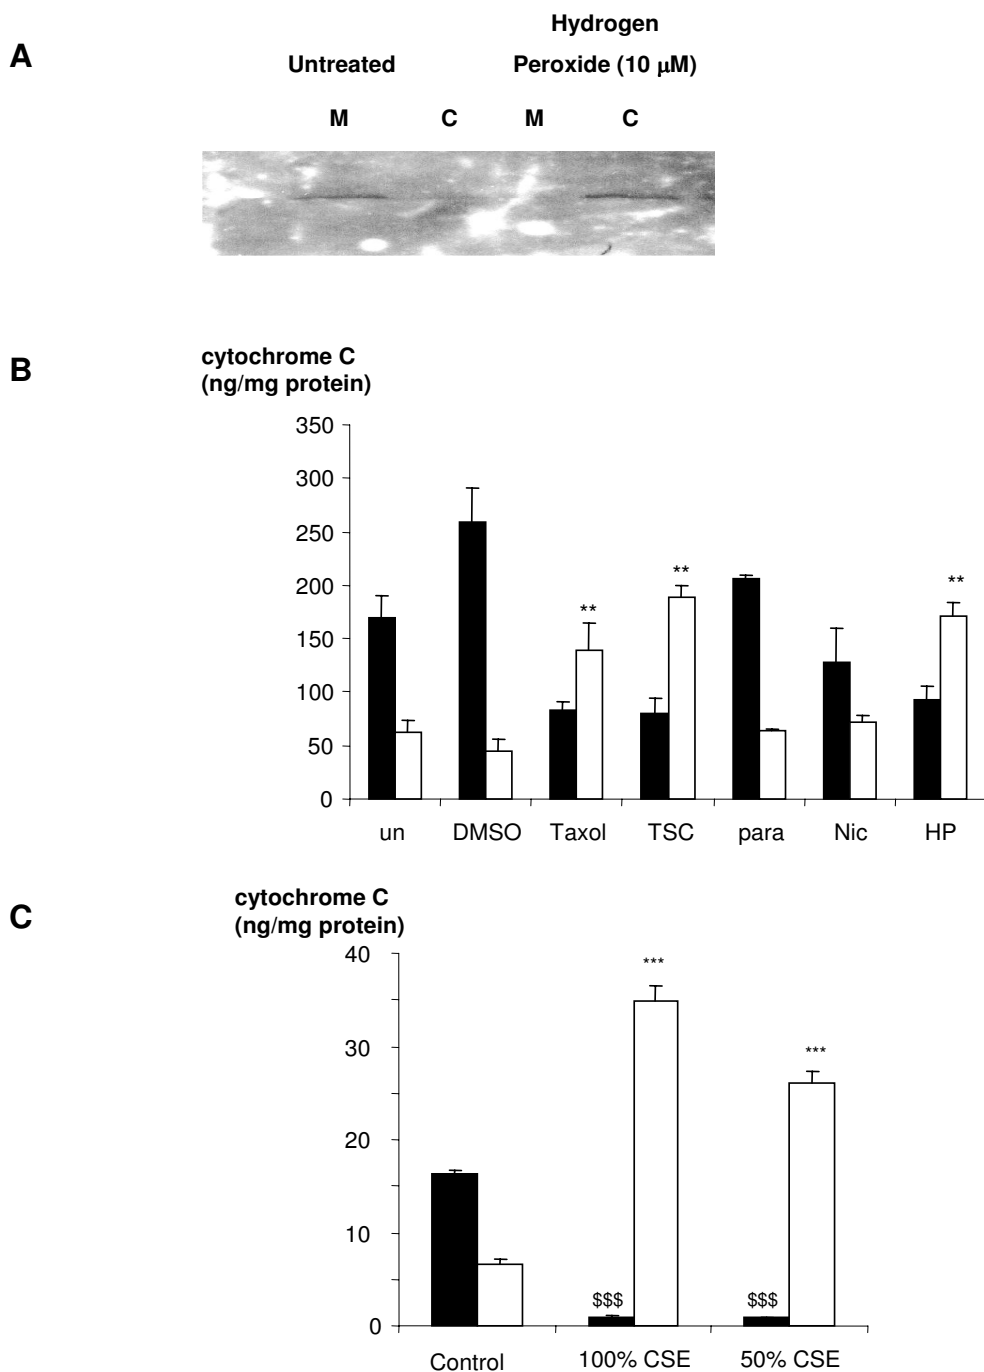 A
Hydrogen
Untreated Peroxide (10 μM)
M C M C
B
cytochrome C
(ng/mg protein)
350
300
250
200
150
100
50
0
** ** **
un DMSO Taxol TSC para Nic HP
C
cytochrome C
(ng/mg protein)
40
30
20
10
0
*** ***
$$$ $$$
Control 100% CSE 50% CSE